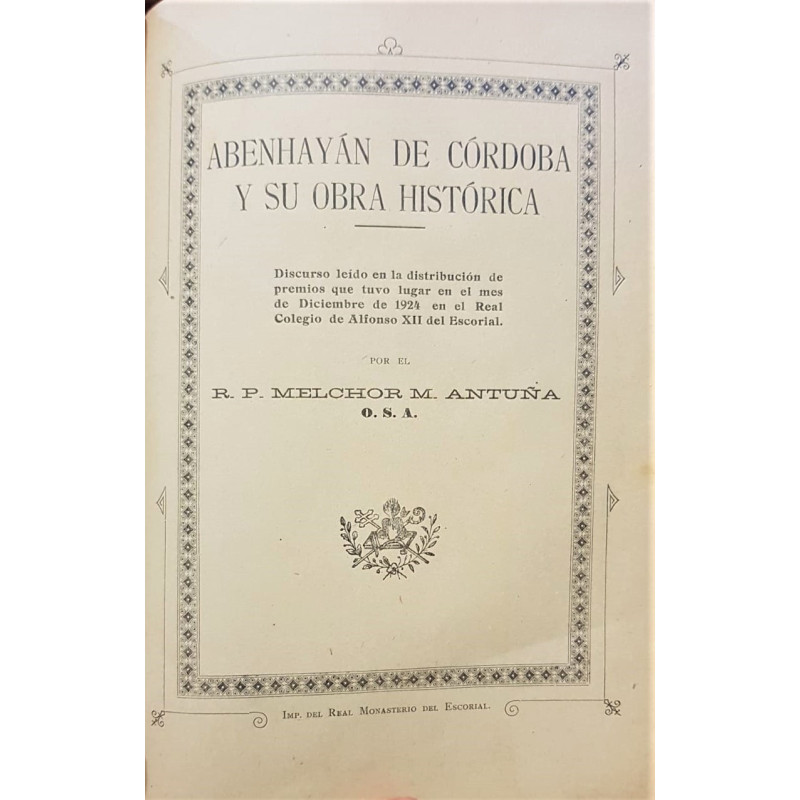 ABENHAYÁN DE CÓRDOBA
Y SU OBRA HISTÓRICA
Discurso leído en la distribución de
premios que tuvo lugar en el mes
de Diciembre de 1924 en el Real
Colegio de Alfonso XII del Escorial.
POR EL
R. P. MELCHOR M. ANTUÑA
O. S. A.
IMP. DEL REAL MONASTERIO DEL ESCORIAL.